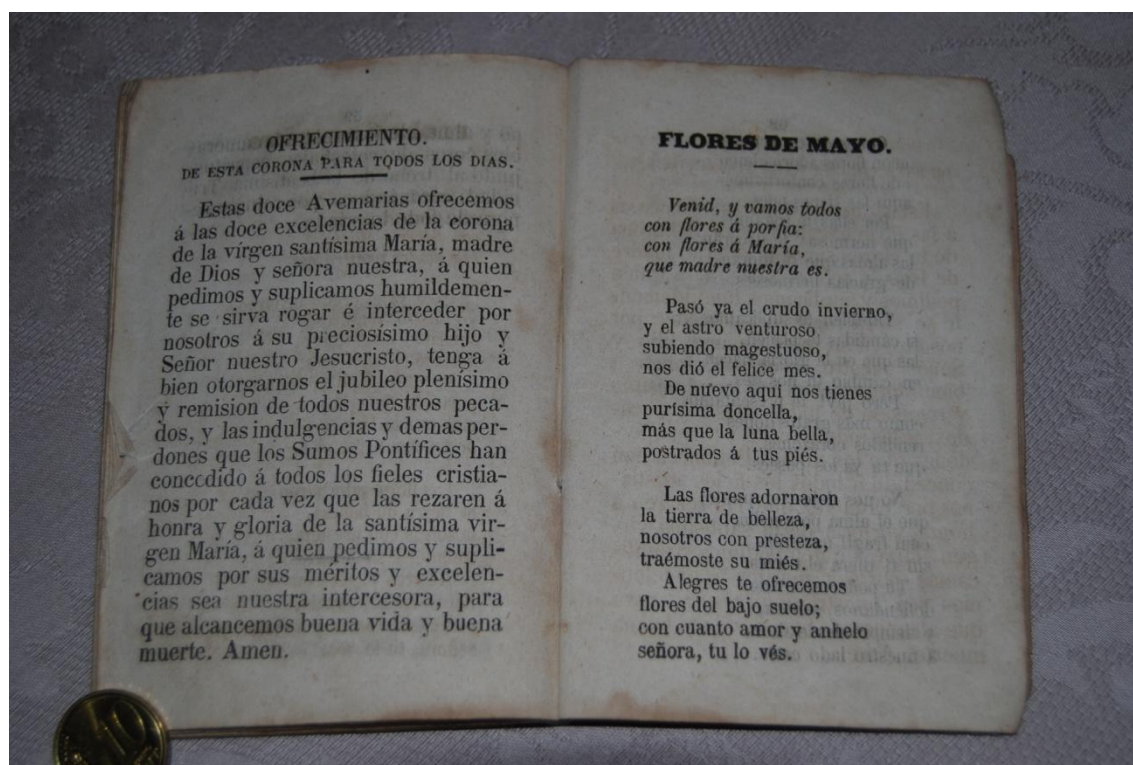 OFRECIMIENTO.
DE ESTA CORONA PARA TODOS LOS DIAS.
Estas doce Avemarias ofrecemos
á las doce excelencias de la corona
de la vírgen santísima María, madre
de Dios y señora nuestra, á quien
pedimos y suplicamos humildemen-
te se sirva rogar é interceder por
nosotros á su preciosísimo hijo y
Señor nuestro Jesucristo, tenga á
bien otorgarnos el jubileo plenísimo
y remision de todos nuestros peca-
dos, y las indulgencias y demas per-
dones que los Sumos Pontífices han
concedido á todos los fieles cristia-
nos por cada vez que las rezaren á
honra y gloria de la santísima vir-
gen María, á quien pedimos y supli-
camos por sus méritos y excelen-
cias sea nuestra intercesora, para
que alcancemos buena vida y buena
muerte. Amen.
FLORES DE MAYO.
Venid, y vamos todos
con flores á porfia:
con flores á María,
que madre nuestra es.
Pasó ya el crudo invierno,
y el astro venturoso
subiendo magestuoso,
nos dió el felice mes.
De nuevo aquí nos tienes
purísima doncella,
más que la luna bella,
postrados á tus piés.
Las flores adornaron
la tierra de belleza,
nosotros con presteza,
traémoste su miés.
Alegres te ofrecemos
flores del bajo suelo;
con cuanto amor y anhelo
señora, tu lo vés.
10